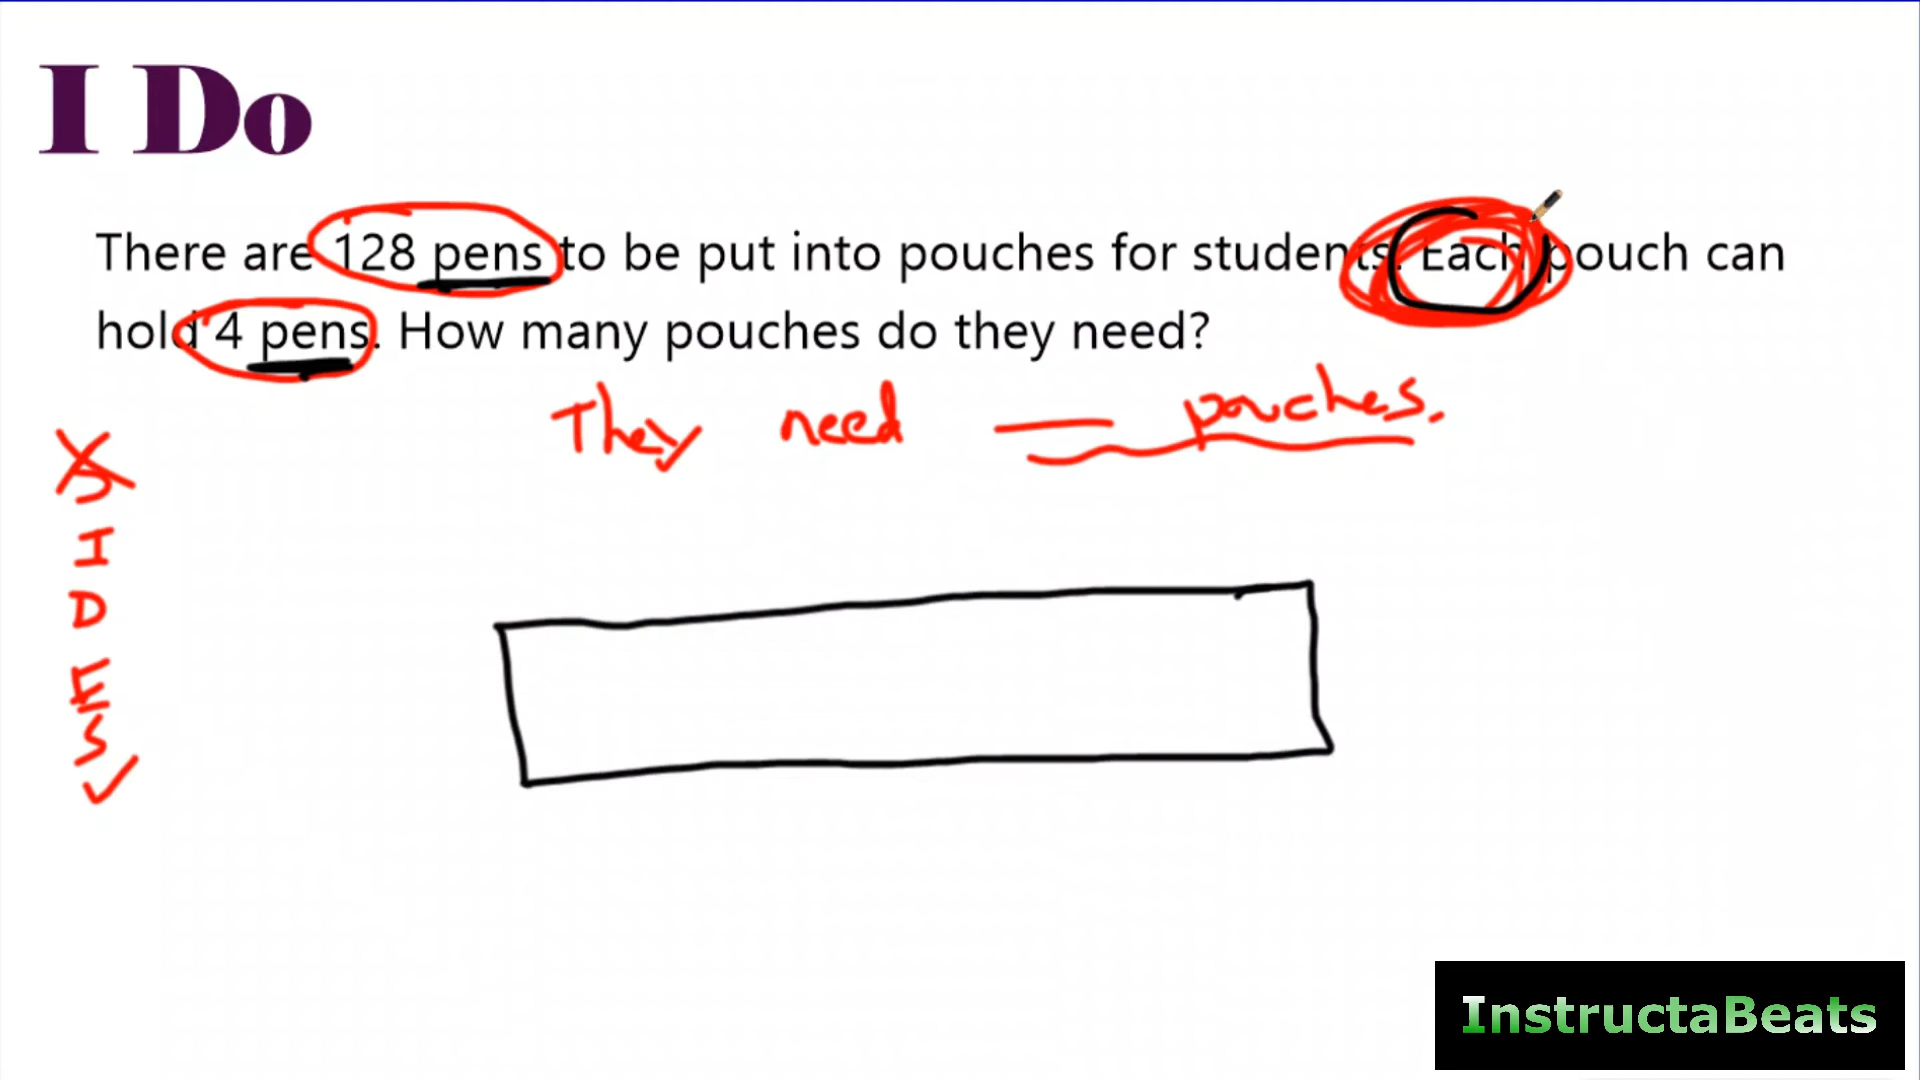 I Do
There are 128 pens to be put into pouches for students. Each pouch can
hold 4 pens. How many pouches do they need?
They need __ pouches.
I
D
E
S
InstructaBeats